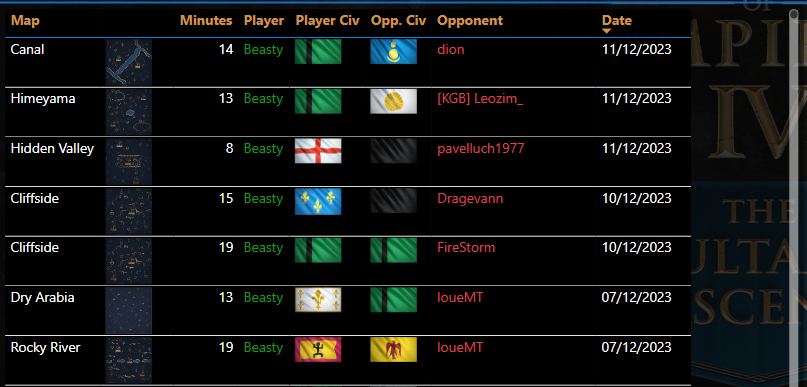 Map Minutes Player Player Civ Opp. Civ Opponent Date
Canal 14 Beasty dion 11/12/2023
Himeyama 13 Beasty [KGB] Leozim_ 11/12/2023
Hidden Valley 8 Beasty pavelluch1977 11/12/2023
Cliffside 15 Beasty Dragevann 10/12/2023
Cliffside 19 Beasty FireStorm 10/12/2023
Dry Arabia 13 Beasty loueMT 07/12/2023
Rocky River 19 Beasty loueMT 07/12/2023
OF
MPI
IV
THE
ULTA
SCEN